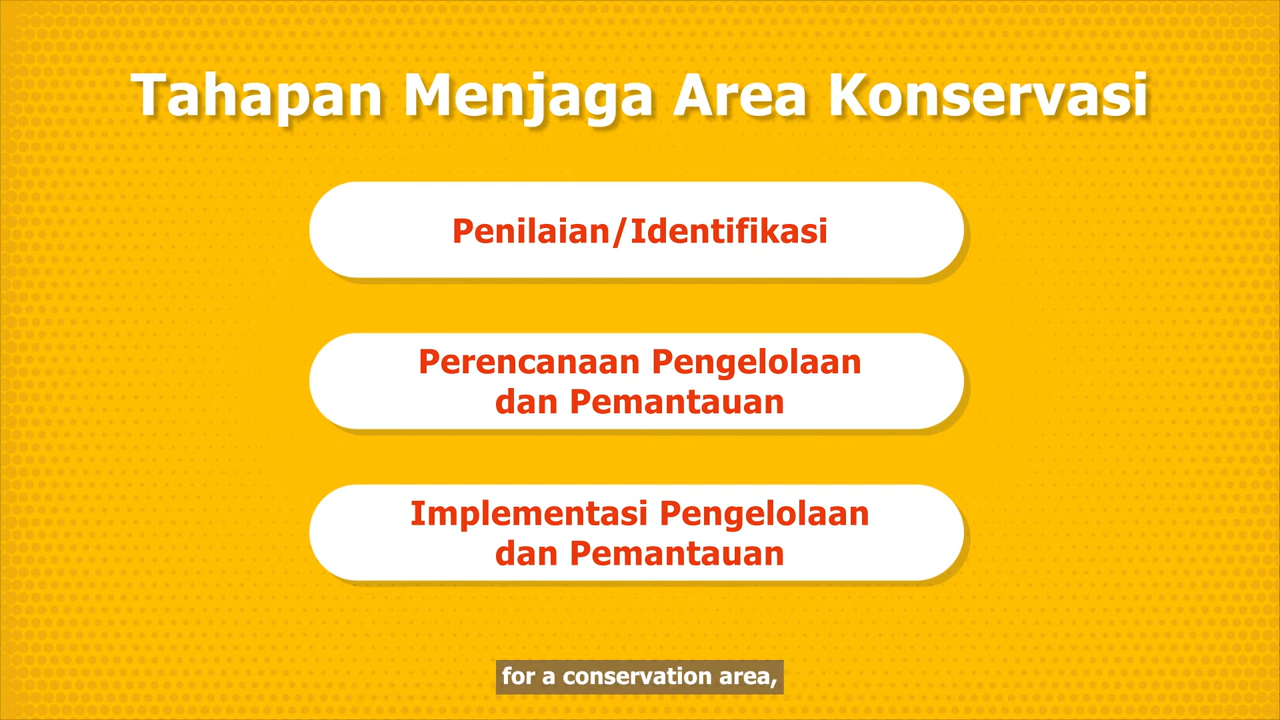 Tahapan Menjaga Area Konservasi
Penilaian/Identifikasi
Perencanaan Pengelolaan
dan Pemantauan
Implementasi Pengelolaan
dan Pemantauan
for a conservation area,